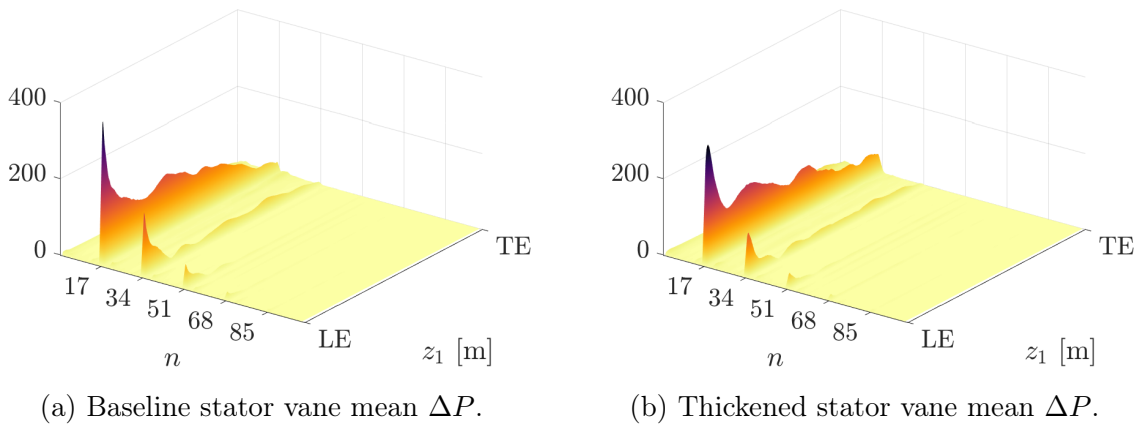 400
200
0
17
34
51
68
85
n
LE
TE
z₁ [m]
(a) Baseline stator vane mean ΔP.
400
200
0
17
34
51
68
85
n
LE
TE
z₁ [m]
(b) Thickened stator vane mean ΔP.